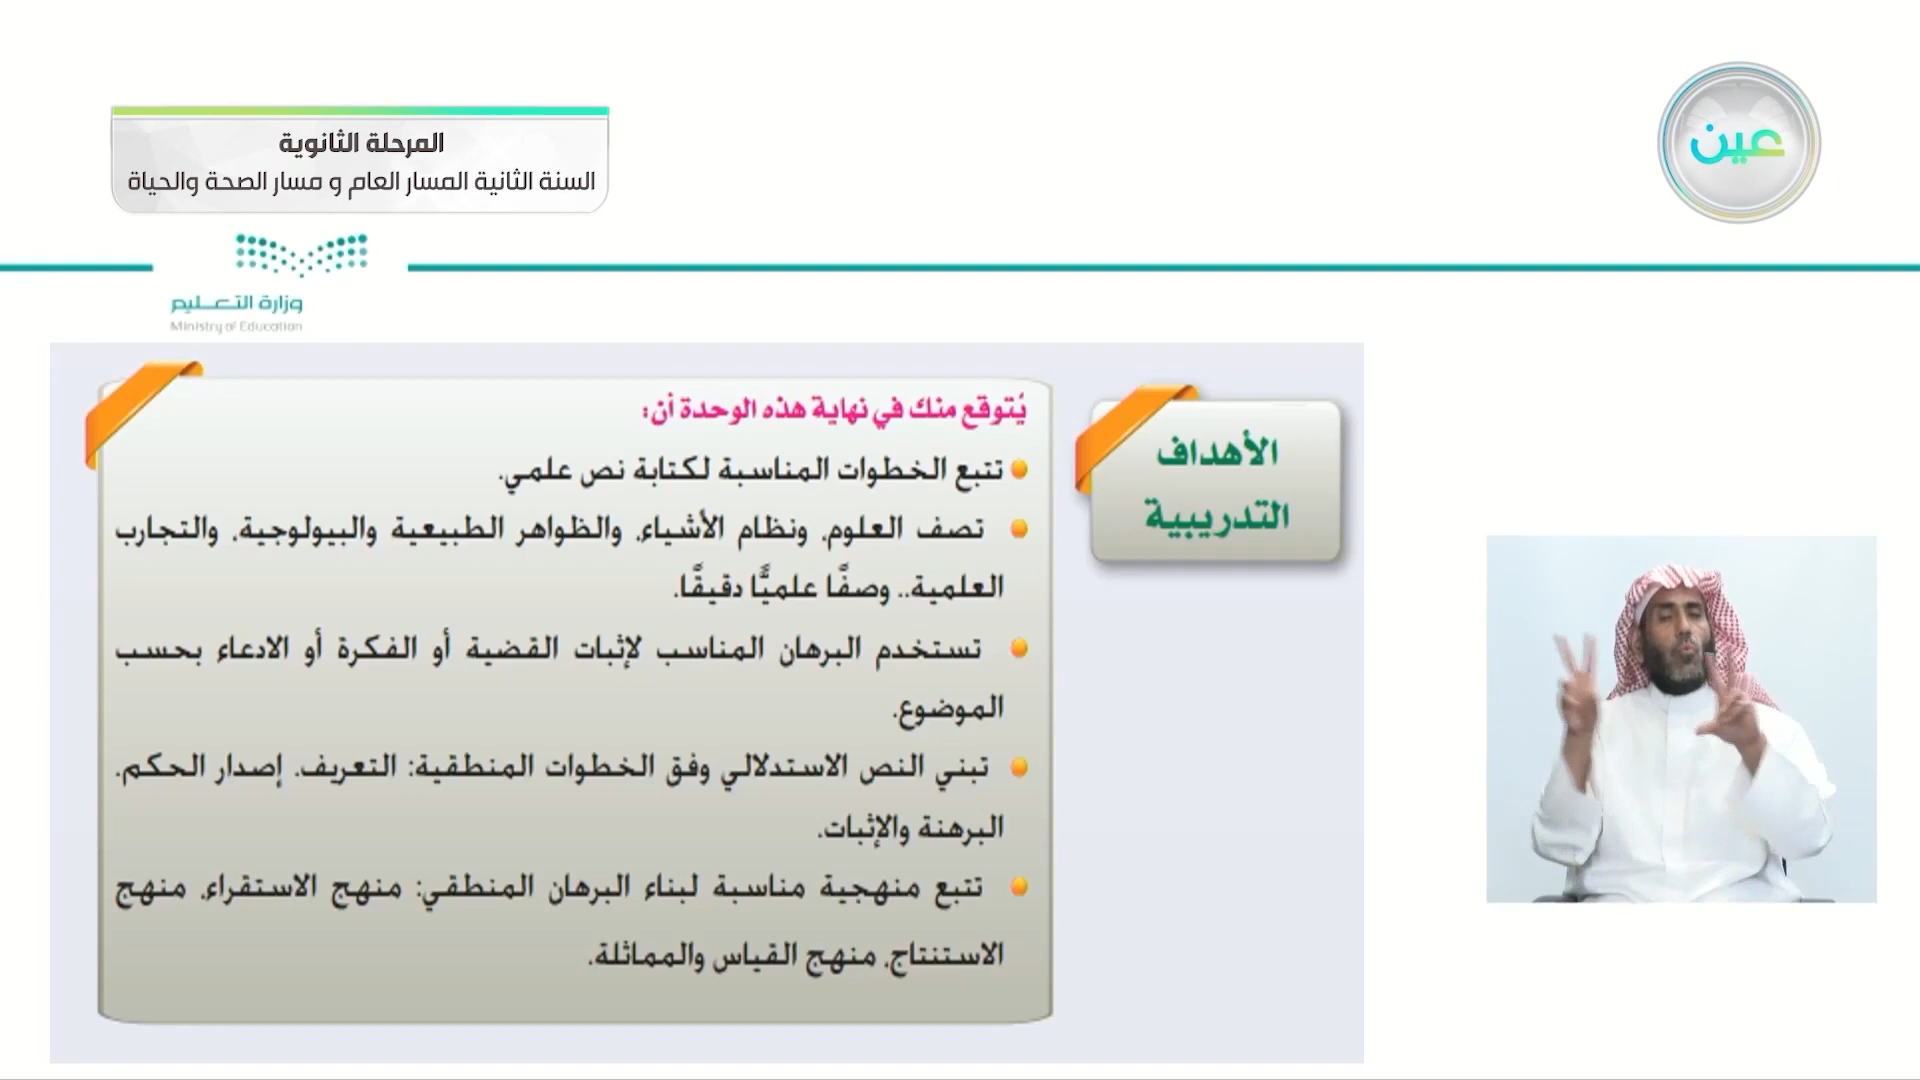 المرحلة الثانوية
السنة الثانية المسار العام و مسار الصحة والحياة
عين
وزارة التعليم
Ministry of Education
الأهداف
التدريبية
يُتوقع منك في نهاية هذه الوحدة أن:
تتبع الخطوات المناسبة لكتابة نص علمي.
تصف العلوم، ونظام الأشياء، والظواهر الطبيعية والبيولوجية، والتجارب
العلمية.. وصفًا علميًّا دقيقًا.
تستخدم البرهان المناسب لإثبات القضية أو الفكرة أو الادعاء بحسب
الموضوع.
تبني النص الاستدلالي وفق الخطوات المنطقية: التعريف، إصدار الحكم،
البرهنة والإثبات.
تتبع منهجية مناسبة لبناء البرهان المنطقي: منهج الاستقراء، منهج
الاستنتاج، منهج القياس والمماثلة.